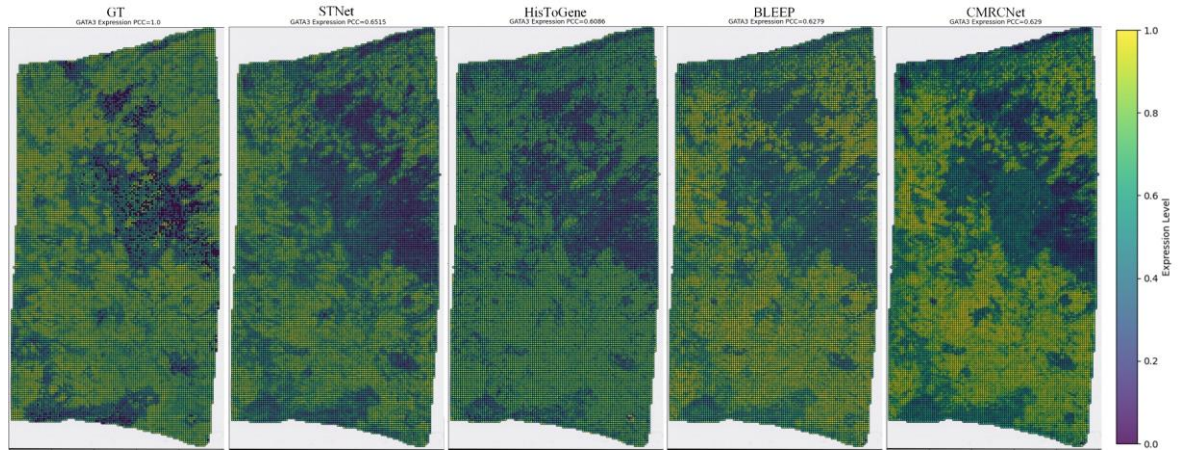 GT
GATA3 Expression PCC=1.0
STNet
GATA3 Expression PCC=0.6515
HisToGene
GATA3 Expression PCC=0.6086
BLEEP
GATA3 Expression PCC=0.6279
CMRCNet
GATA3 Expression PCC=0.629
1.0
0.8
0.6
0.4
0.2
0.0
Expression Level